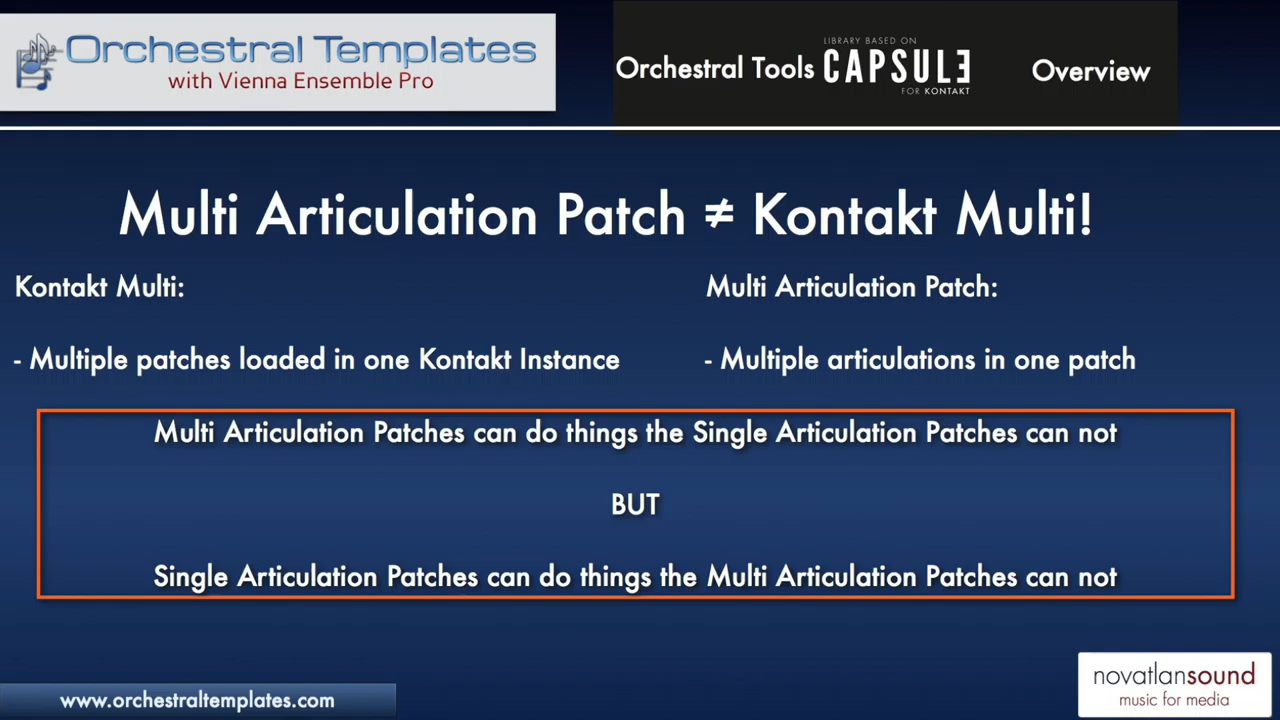 Orchestral Templates
with Vienna Ensemble Pro
Orchestral Tools
LIBRARY BASED ON
CAPSULE
FOR KONTAKT
Overview
Multi Articulation Patch ≠ Kontakt Multi!
Kontakt Multi:
Multi Articulation Patch:
- Multiple patches loaded in one Kontakt Instance
- Multiple articulations in one patch
Multi Articulation Patches can do things the Single Articulation Patches can not
BUT
Single Articulation Patches can do things the Multi Articulation Patches can not
www.orchestraltemplates.com
novatlansound
music for media